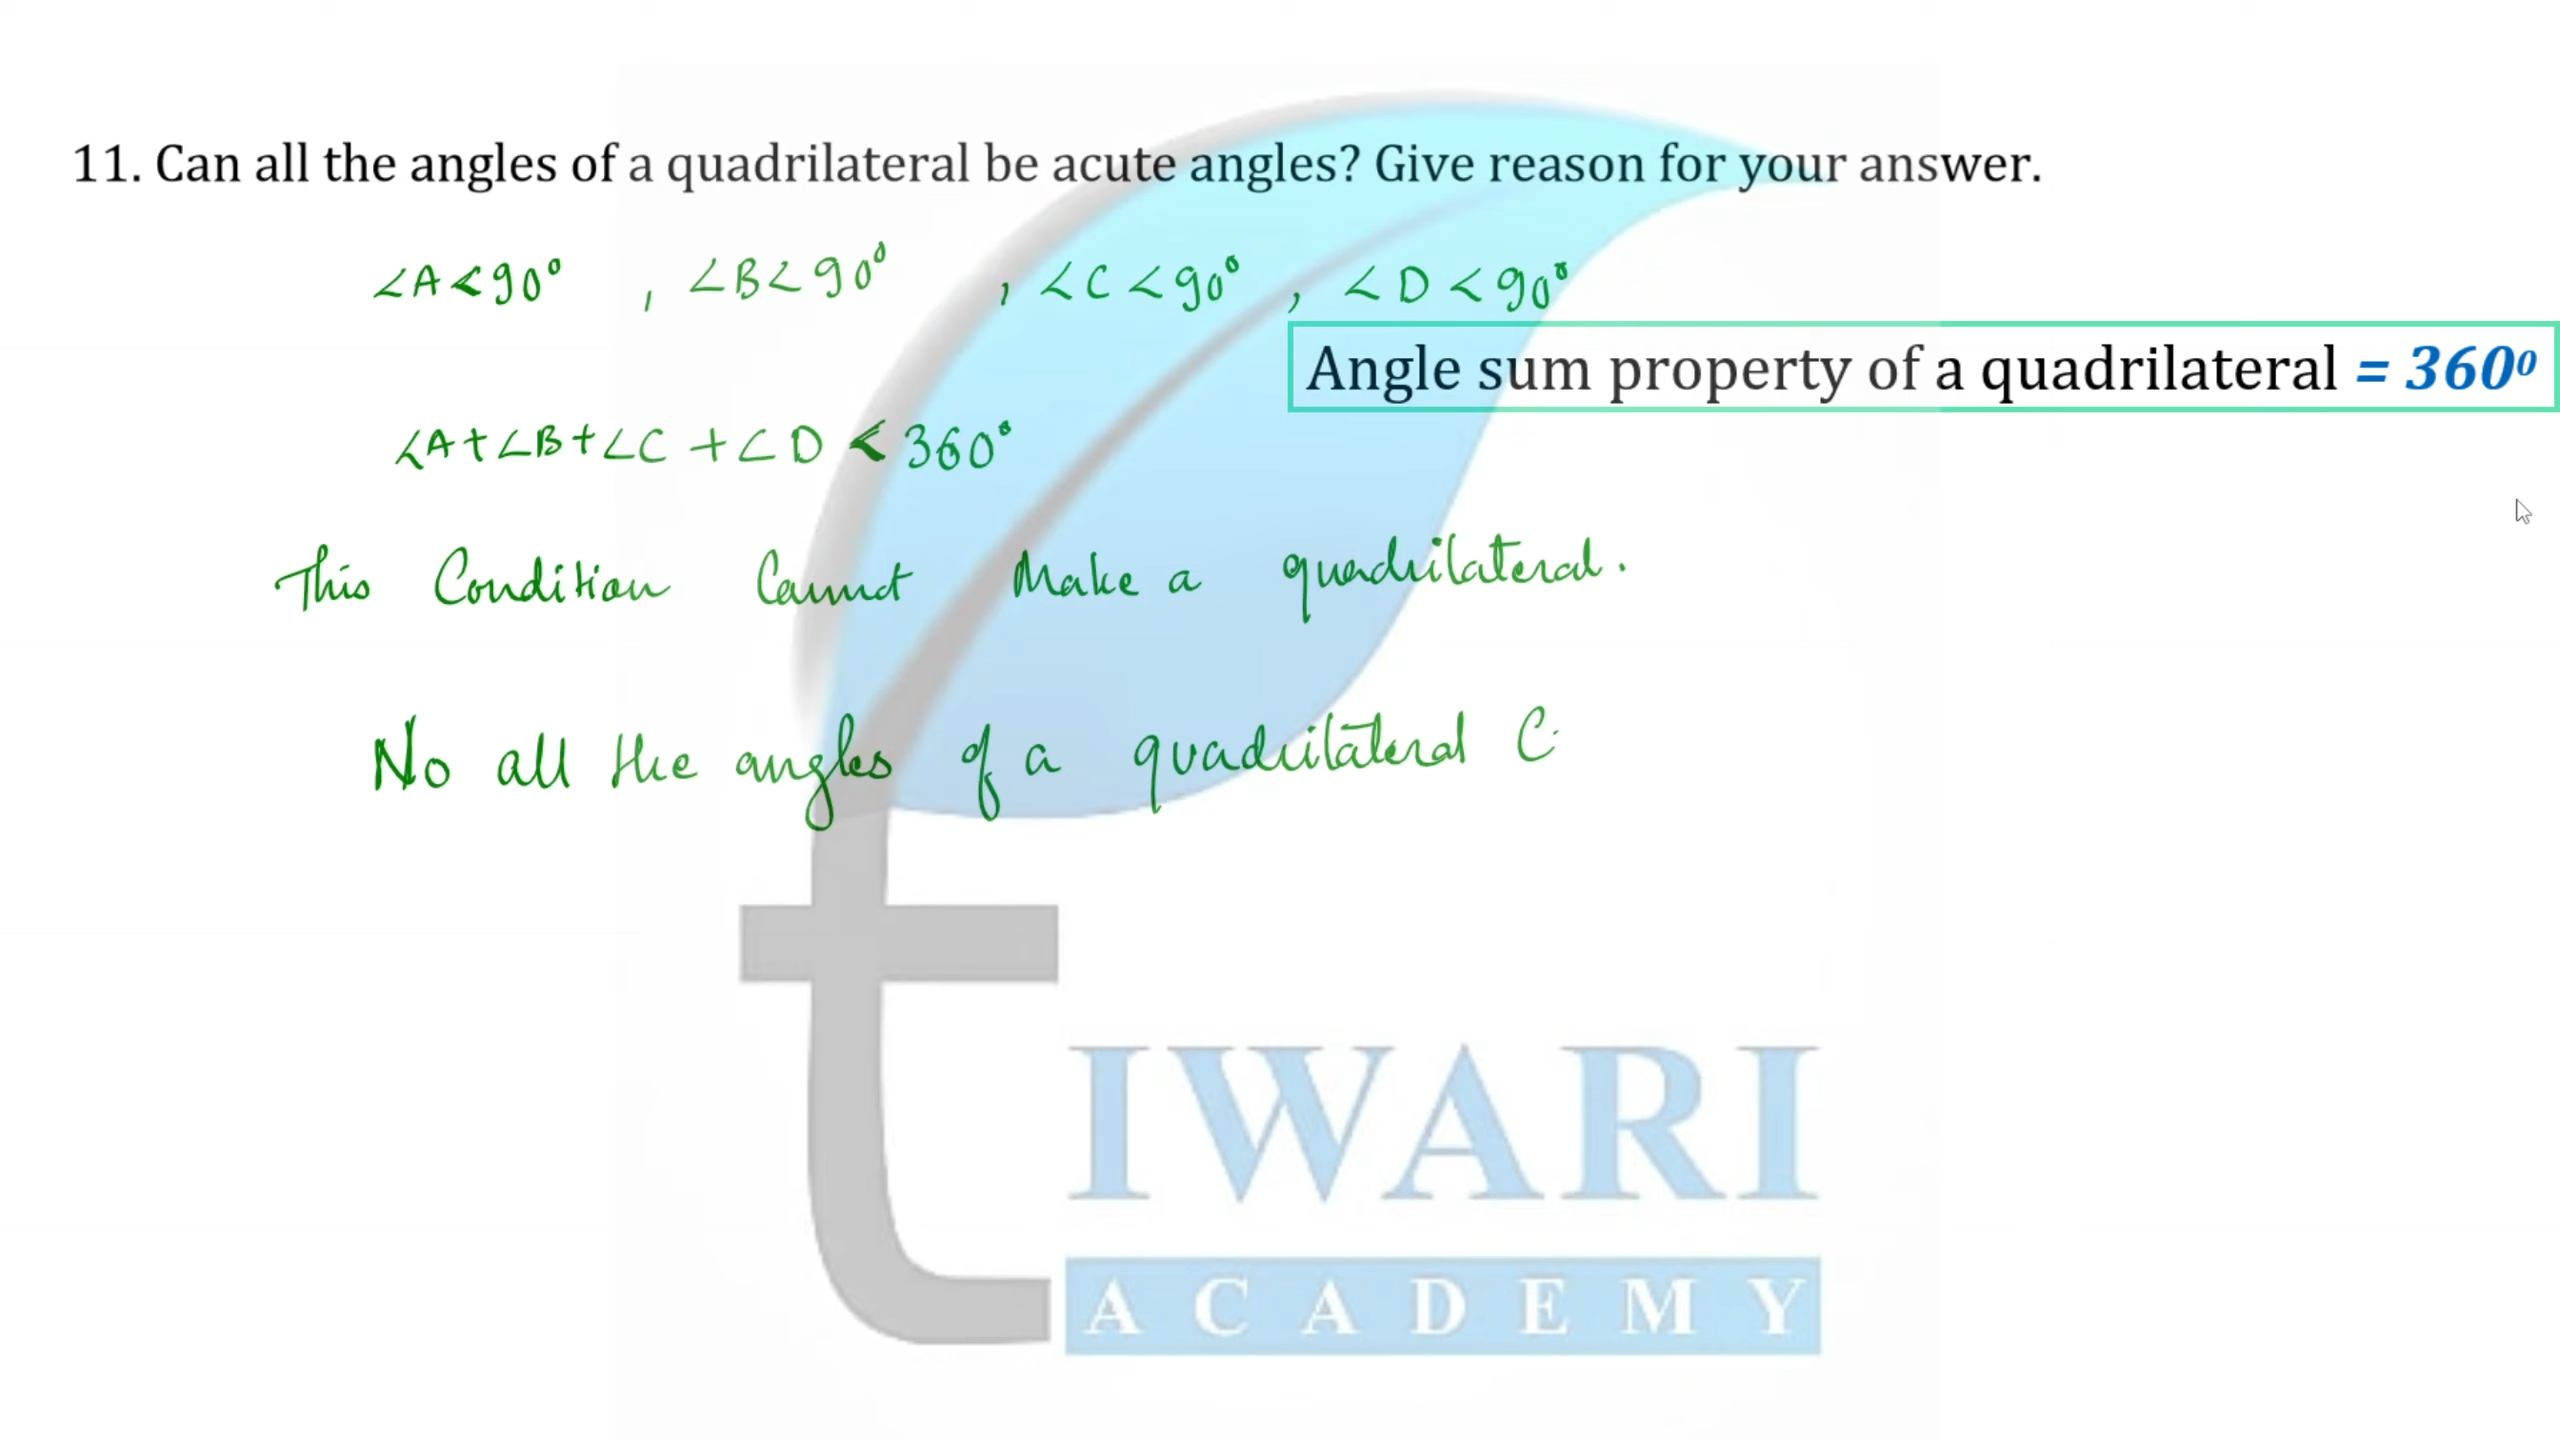 11. Can all the angles of a quadrilateral be acute angles? Give reason for your answer.
∠A<90° , ∠B<90° , ∠C<90° , ∠D<90°
Angle sum property of a quadrilateral = 360⁰
∠A+∠B+∠C+∠D < 360°
This Condition Cannot Make a quadrilateral.
No all the angles of a quadrilateral C
TIWARI
ACADEMY